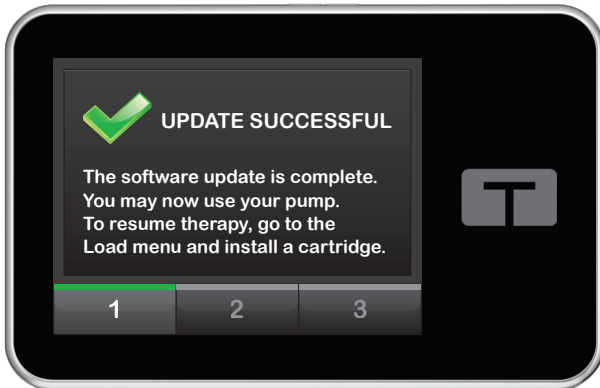 UPDATE SUCCESSFUL
The software update is complete.
You may now use your pump.
To resume therapy, go to the
Load menu and install a cartridge.
1 2 3
T